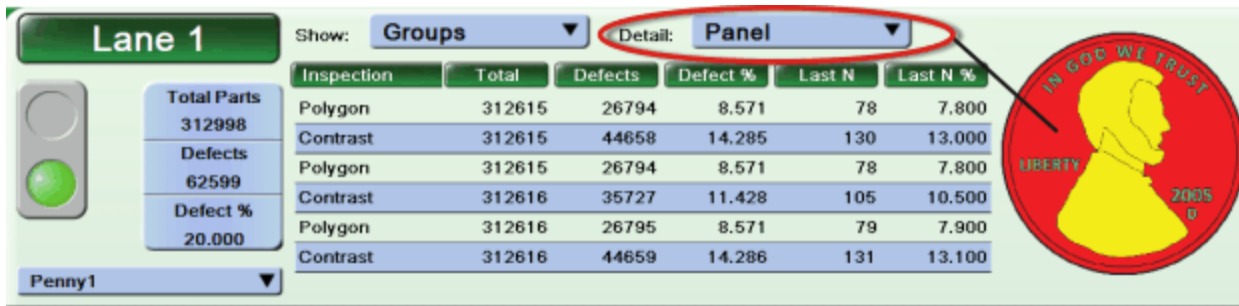 Lane 1
Show: Groups Detail: Panel
Inspection Total Defects Defect % Last N Last N %
Polygon 312615 26794 8.571 78 7.800
Contrast 312615 44658 14.285 130 13.000
Polygon 312615 26794 8.571 78 7.800
Contrast 312616 35727 11.428 105 10.500
Polygon 312616 26795 8.571 79 7.900
Contrast 312616 44659 14.286 131 13.100
Total Parts
312998
Defects
62599
Defect %
20.000
Penny1
IN GOD WE TRUST
LIBERTY
2005
D